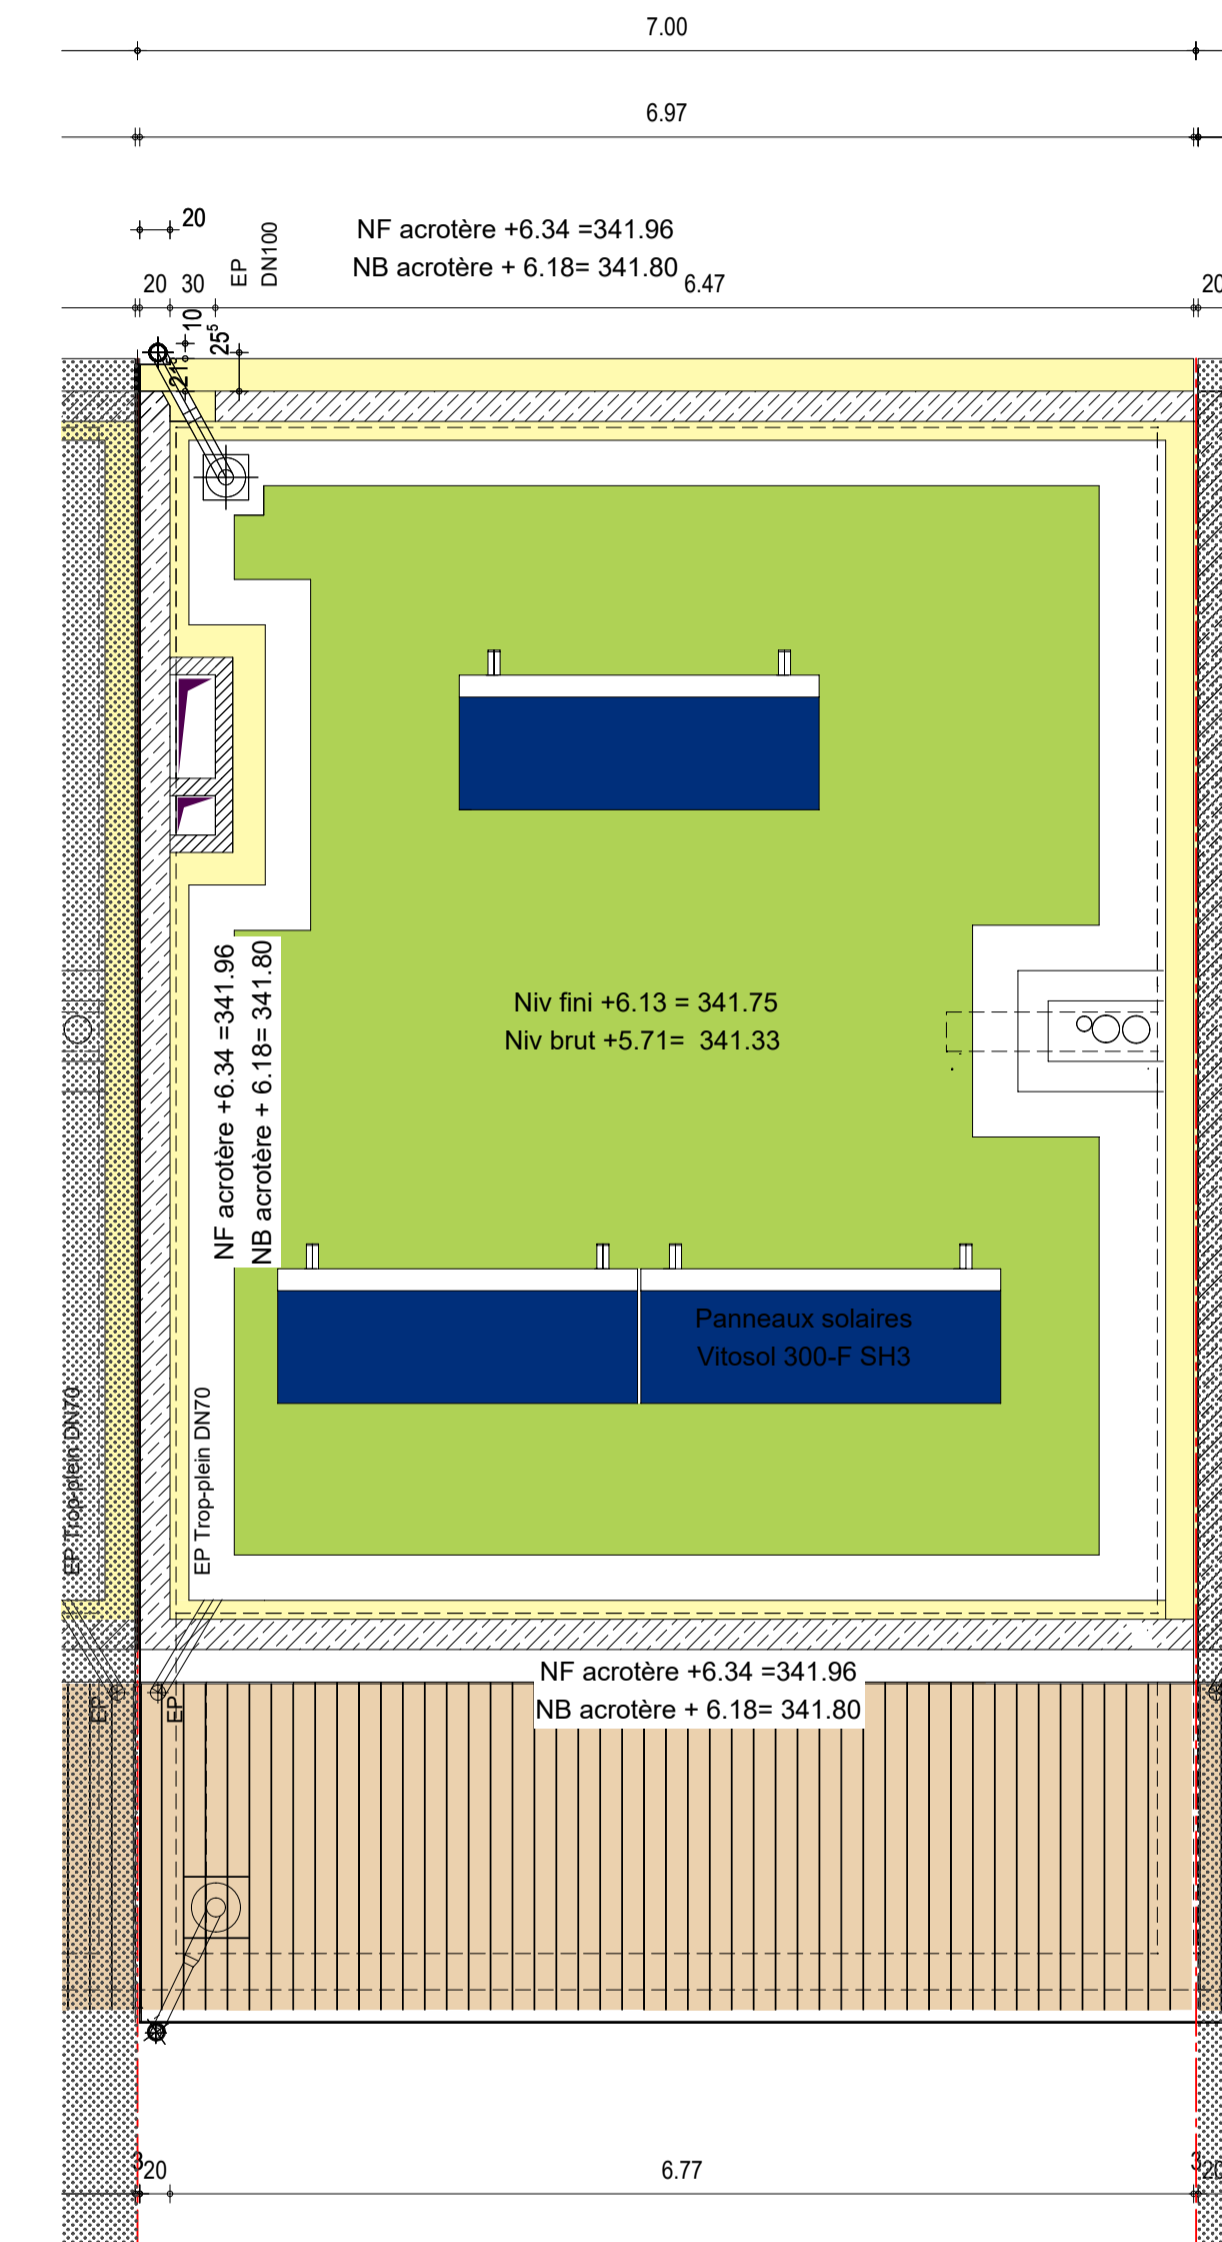 7.00
6.97
20
EP
DN100
NF acrotère +6.34 =341.96
NB acrotère + 6.18= 341.80
20 30 6.47 20
10
25⁵
21⁵
NF acrotère +6.34 =341.96
NB acrotère + 6.18= 341.80
Niv fini +6.13 = 341.75
Niv brut +5.71= 341.33
Panneaux solaires
Vitosol 300-F SH3
EP Trop-plein DN70
EP Trop-plein DN70
NF acrotère +6.34 =341.96
NB acrotère + 6.18= 341.80
EP
EP
3 20 6.77 3 20